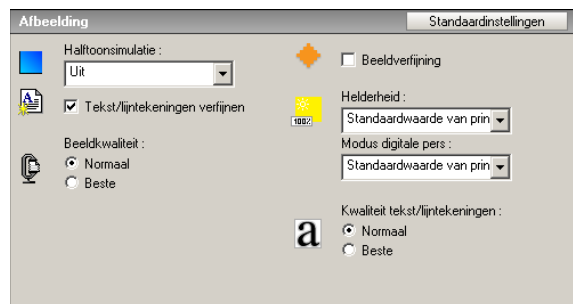 Afbeelding
Standaardinstellingen
Halftoonsimulatie :
Uit
Tekst/lijntekeningen verfijnen
Beeldkwaliteit :
Normaal
Beste
Beeldverfijning
Helderheid :
100%
Standaardwaarde van prin
Modus digitale pers :
Standaardwaarde van prin
Kwaliteit tekst/lijntekeningen :
a
Normaal
Beste